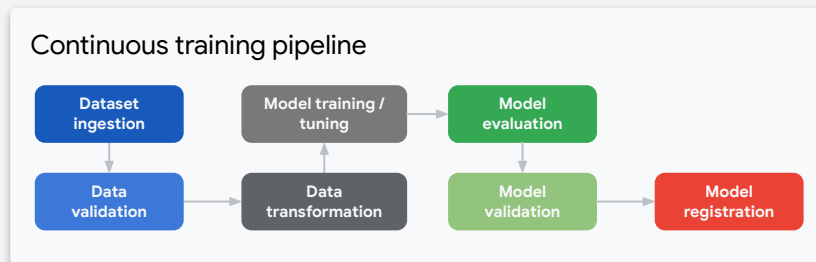 Continuous training pipeline
Dataset
ingestion
Data
validation
Data
transformation
Model training /
tuning
Model
evaluation
Model
validation
Model
registration